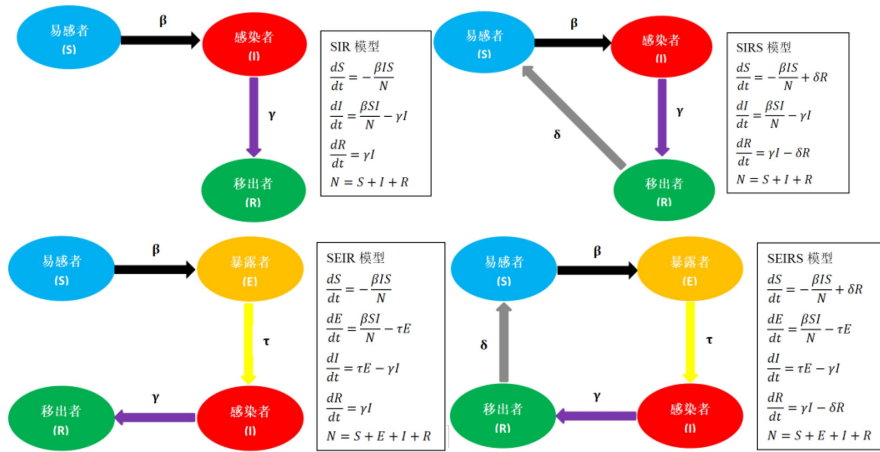 易感者
(S)
β
感染者
(I)
γ
移出者
(R)
SIR 模型
dS/dt = −βIS/N
dI/dt = βSI/N − γI
dR/dt = γI
N = S + I + R
易感者
(S)
β
感染者
(I)
δ
γ
移出者
(R)
SIRS 模型
dS/dt = −βIS/N + δR
dI/dt = βSI/N − γI
dR/dt = γI − δR
N = S + I + R
易感者
(S)
β
暴露者
(E)
τ
移出者
(R)
γ
感染者
(I)
SEIR 模型
dS/dt = −βIS/N
dE/dt = βSI/N − τE
dI/dt = τE − γI
dR/dt = γI
N = S + E + I + R
易感者
(S)
β
暴露者
(E)
δ
τ
移出者
(R)
γ
感染者
(I)
SEIRS 模型
dS/dt = −βIS/N + δR
dE/dt = βSI/N − τE
dI/dt = τE − γI
dR/dt = γI − δR
N = S + E + I + R